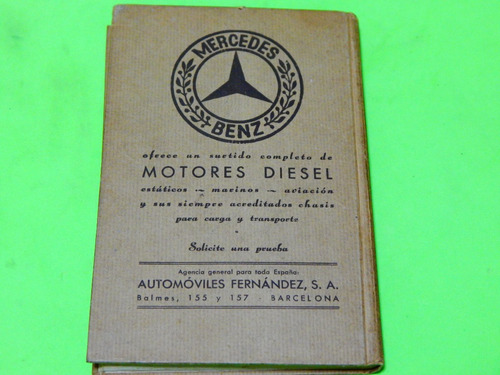 MERCEDES
BENZ
ofrece un surtido completo de
MOTORES DIESEL
estáticos - marinos - aviación
y sus siempre acreditados chasis
para carga y transporte
Solicite una prueba
Agencia general para toda España:
AUTOMÓVILES FERNÁNDEZ, S. A.
Balmes, 155 y 157 - BARCELONA